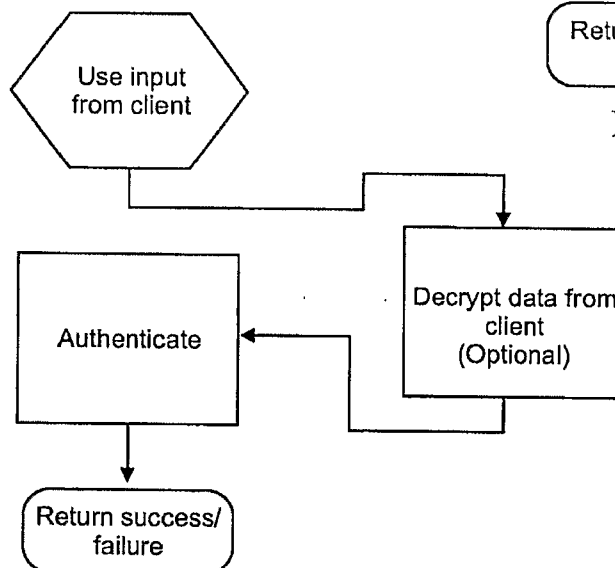 Use input
from client
Decrypt data from
client
(Optional)
Authenticate
Return success/
failure